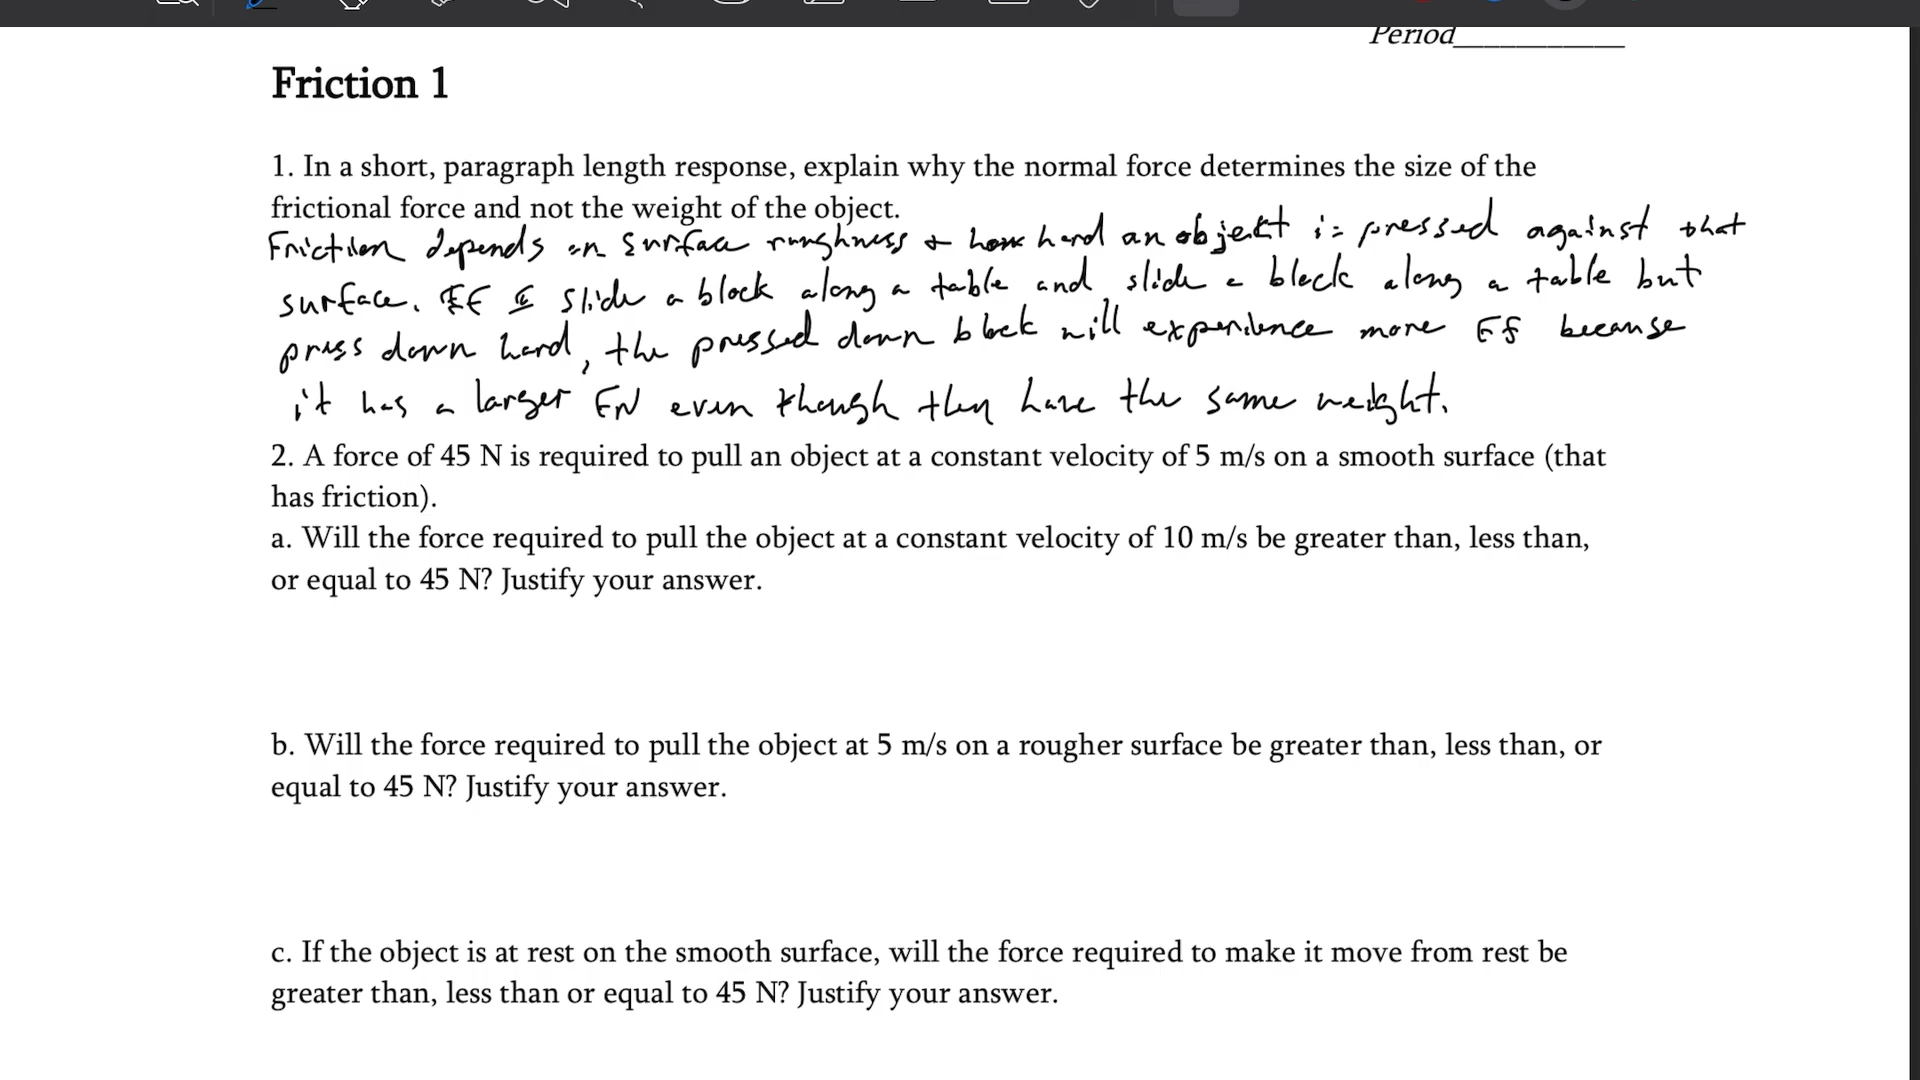 Period___________
Friction 1
1. In a short, paragraph length response, explain why the normal force determines the size of the
frictional force and not the weight of the object.
Friction depends on surface roughness + how hard an object is pressed against that
surface. If I slide a block along a table and slide a block along a table but
press down hard, the pressed down block will experience more Ff because
it has a larger FN even though they have the same weight.
2. A force of 45 N is required to pull an object at a constant velocity of 5 m/s on a smooth surface (that
has friction).
a. Will the force required to pull the object at a constant velocity of 10 m/s be greater than, less than,
or equal to 45 N? Justify your answer.
b. Will the force required to pull the object at 5 m/s on a rougher surface be greater than, less than, or
equal to 45 N? Justify your answer.
c. If the object is at rest on the smooth surface, will the force required to make it move from rest be
greater than, less than or equal to 45 N? Justify your answer.